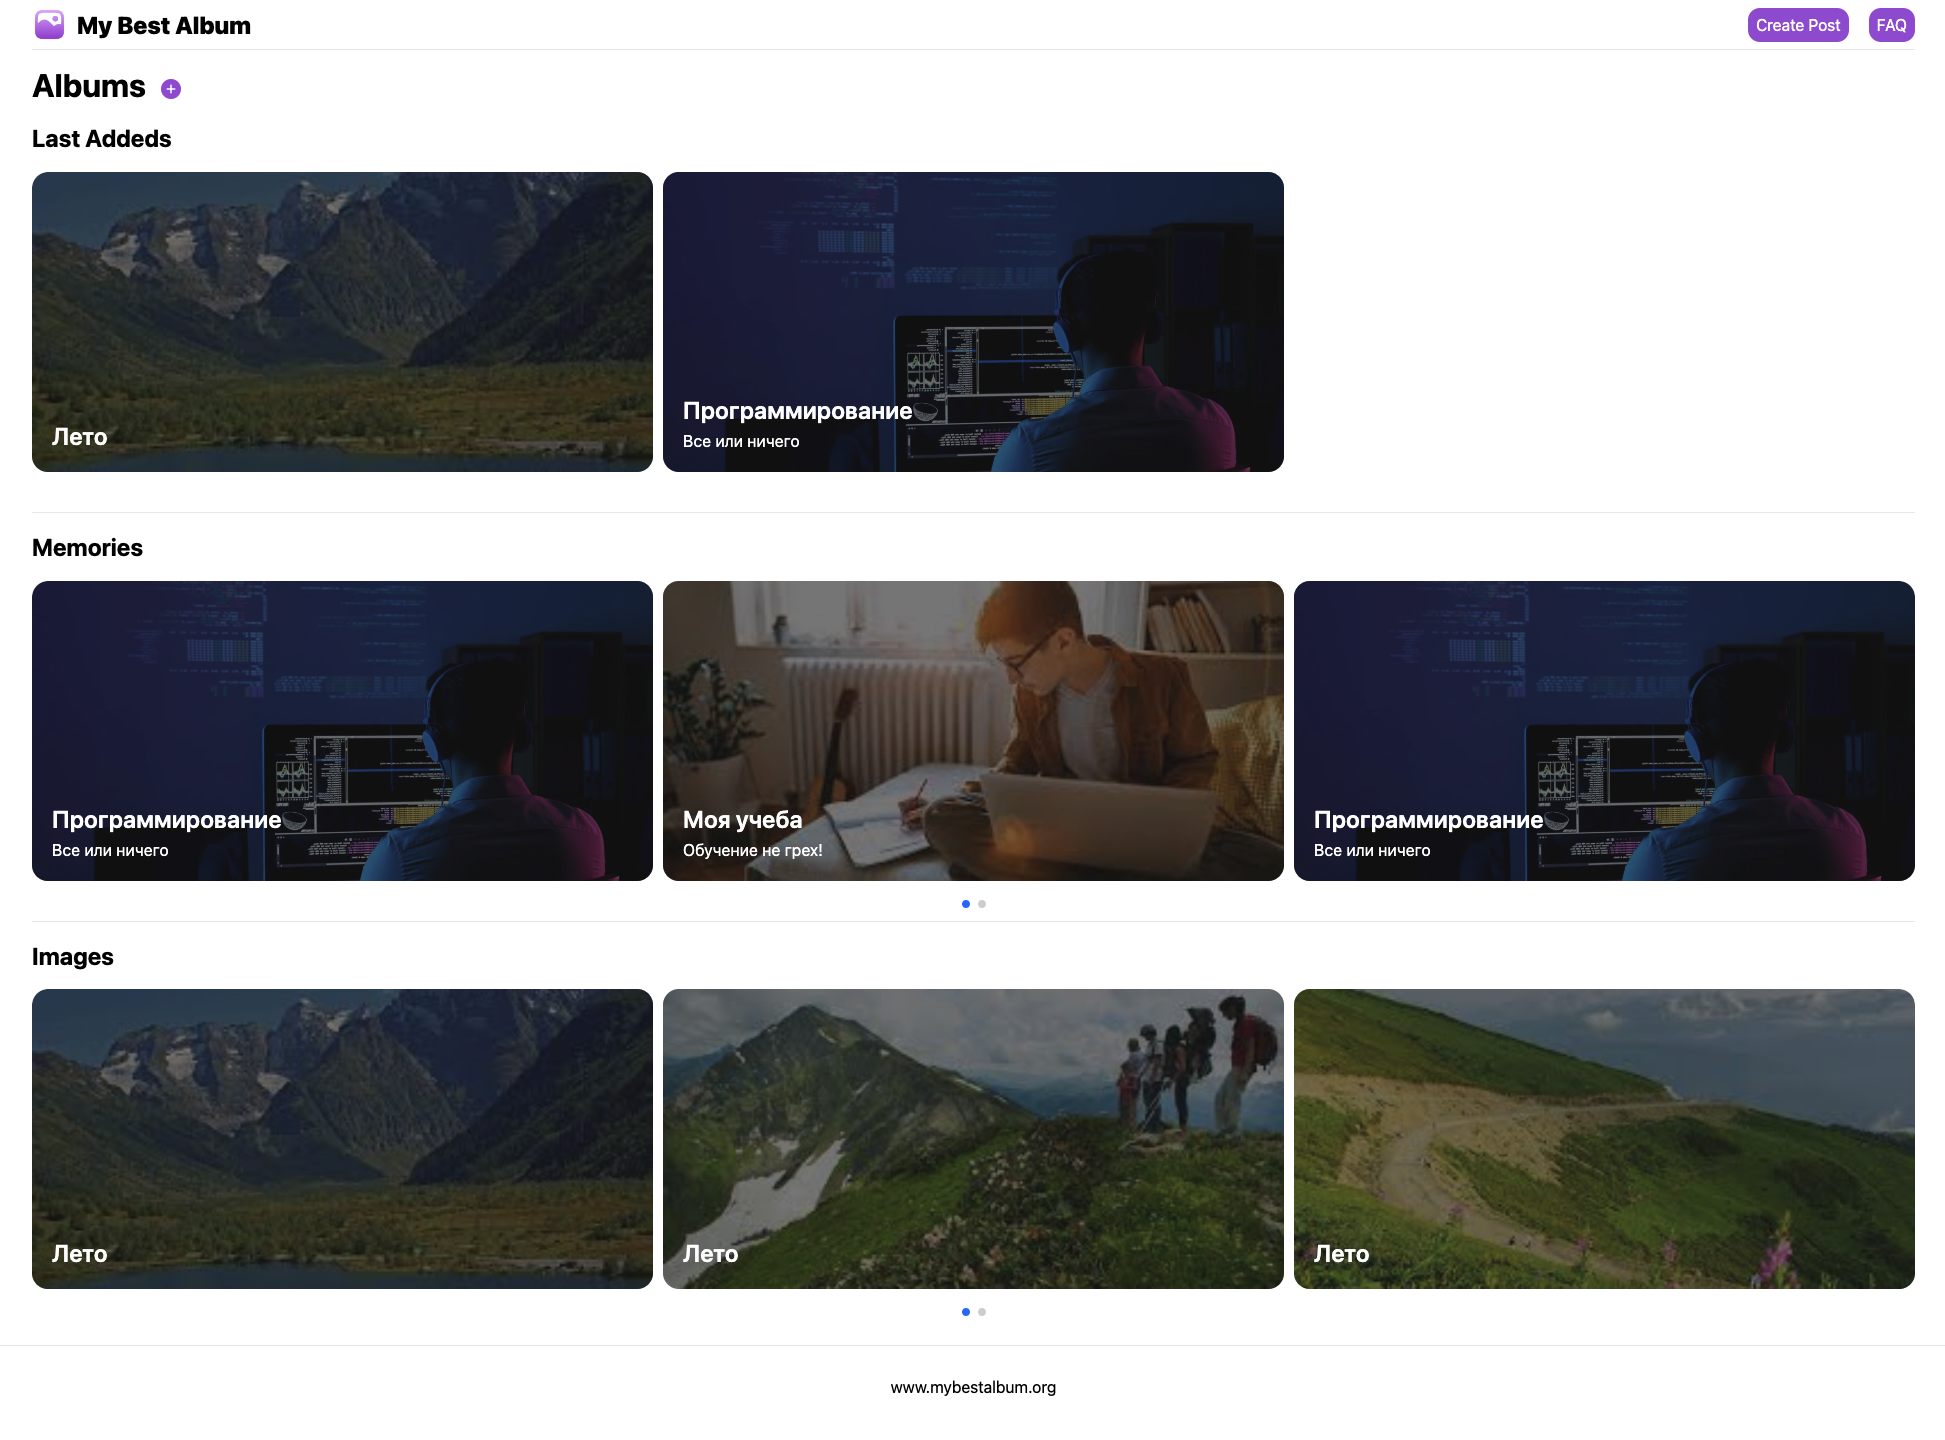 My Best Album
Create Post
FAQ
Albums
Last Addeds
Лето
Программирование
Все или ничего
Memories
Программирование
Все или ничего
Моя учеба
Обучение не грех!
Программирование
Все или ничего
Images
Лето
Лето
Лето
www.mybestalbum.org